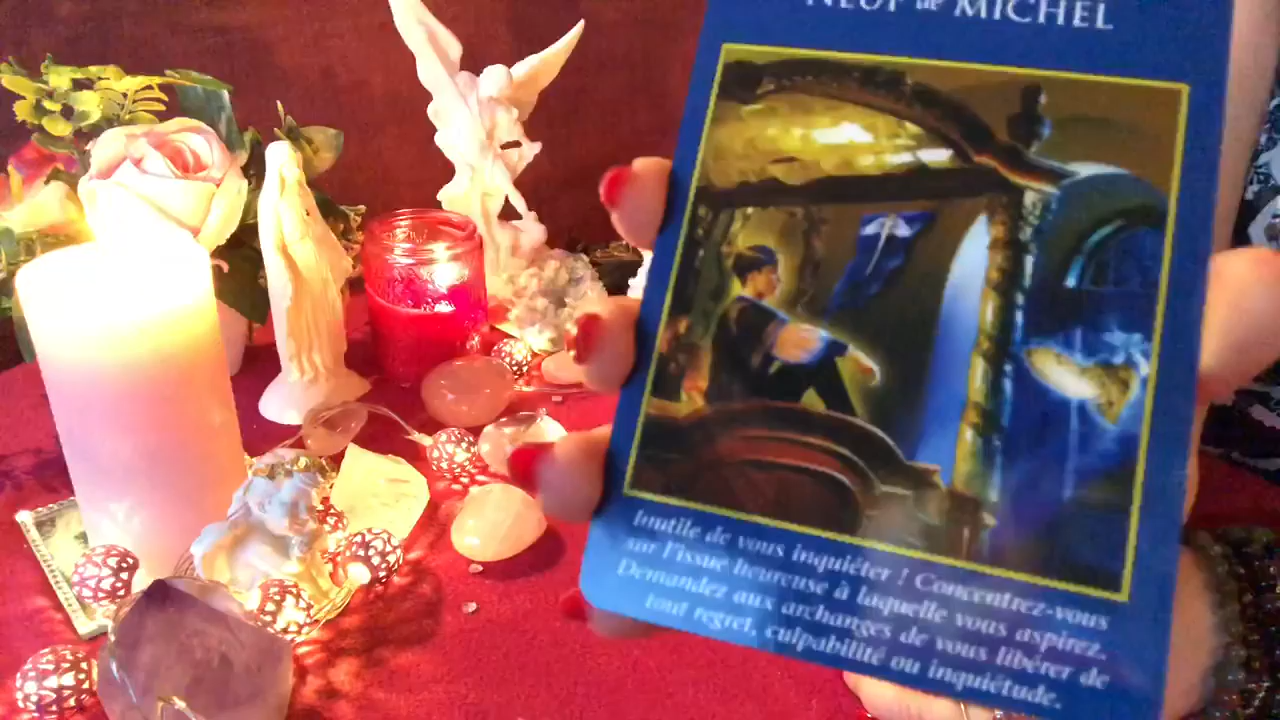 NEUF de MICHEL
Inutile de vous inquiéter ! Concentrez-vous
sur l'issue heureuse à laquelle vous aspirez.
Demandez aux archanges de vous libérer de
tout regret, culpabilité ou inquiétude.